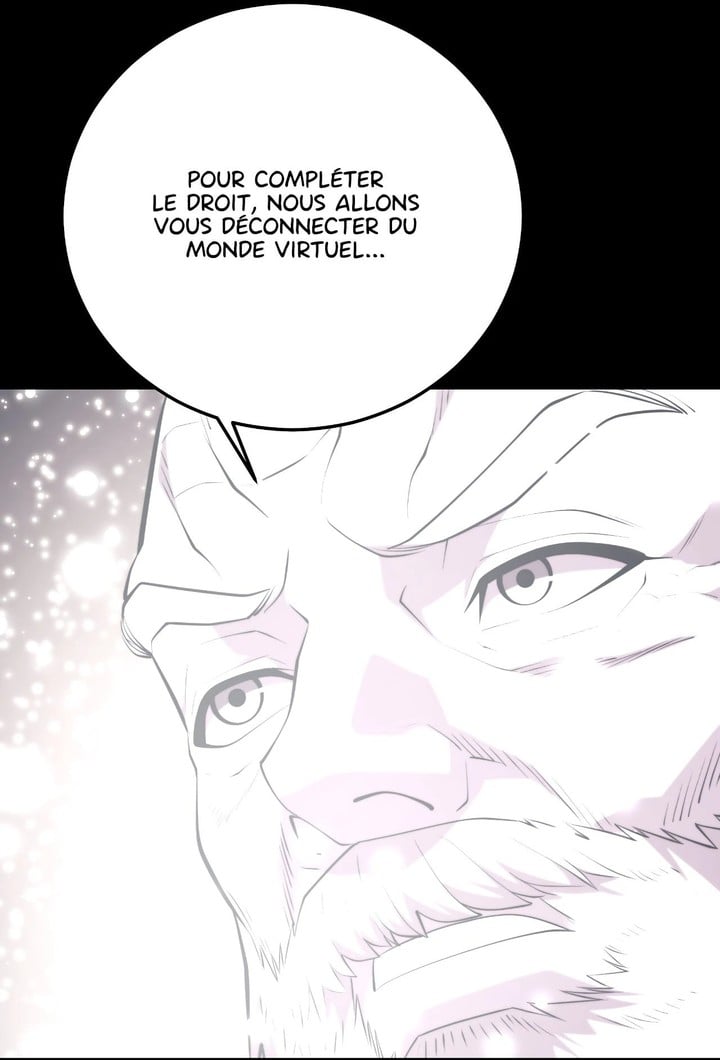 POUR COMPLÉTER
LE DROIT, NOUS ALLONS
VOUS DÉCONNECTER DU
MONDE VIRTUEL...